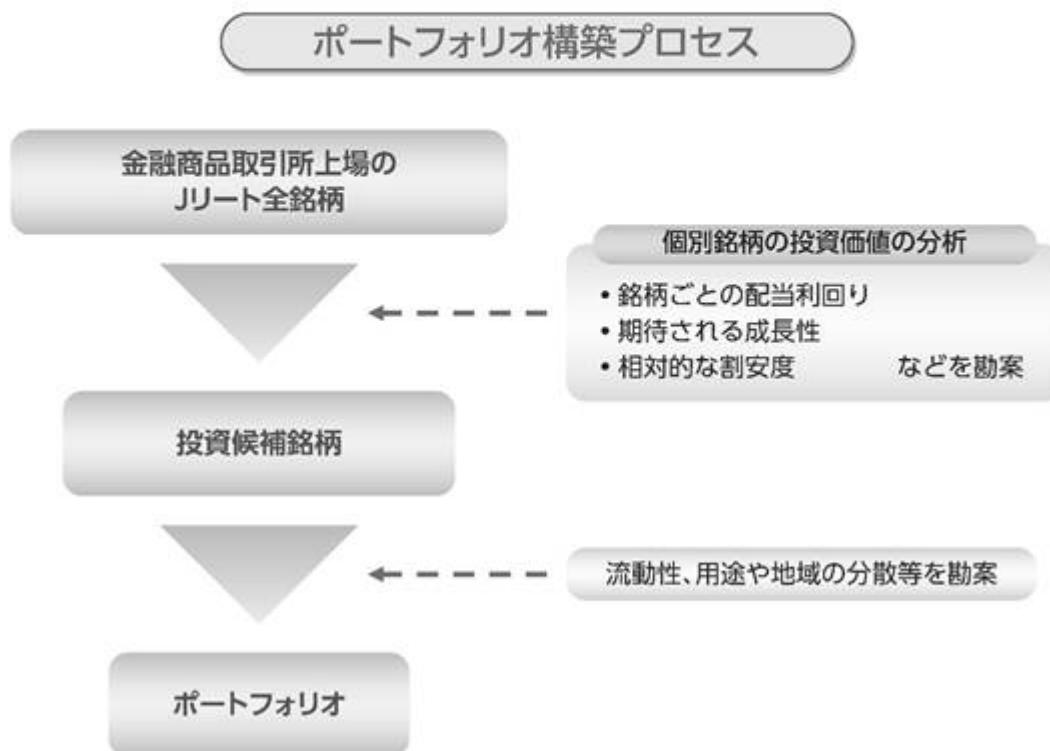 ポートフォリオ構築プロセス
金融商品取引所上場の
Jリート全銘柄
個別銘柄の投資価値の分析
• 銘柄ごとの配当利回り
• 期待される成長性
• 相対的な割安度 などを勘案
投資候補銘柄
流動性、用途や地域の分散等を勘案
ポートフォリオ